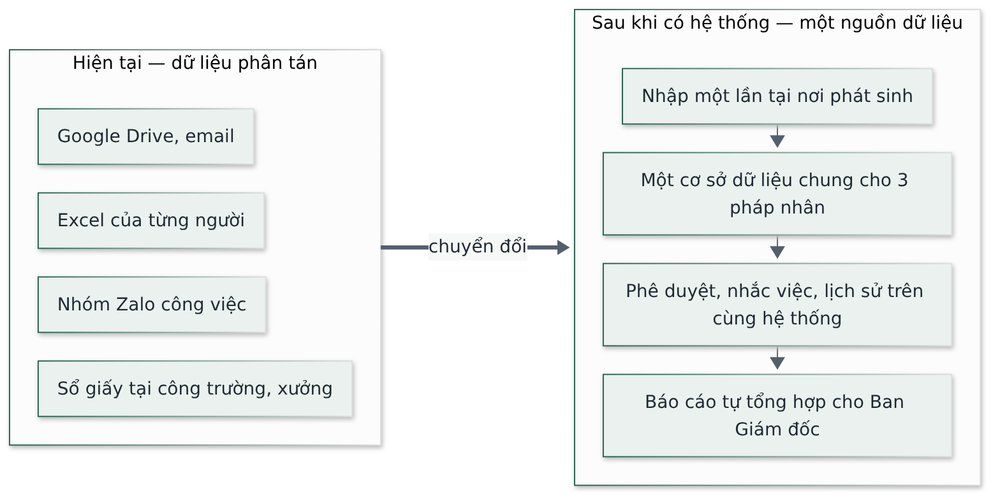 Hiện tại — dữ liệu phân tán
Google Drive, email
Excel của từng người
Nhóm Zalo công việc
Sổ giấy tại công trường, xưởng
chuyển đổi
Sau khi có hệ thống — một nguồn dữ liệu
Nhập một lần tại nơi phát sinh
Một cơ sở dữ liệu chung cho 3
pháp nhân
Phê duyệt, nhắc việc, lịch sử trên
cùng hệ thống
Báo cáo tự tổng hợp cho Ban
Giám đốc